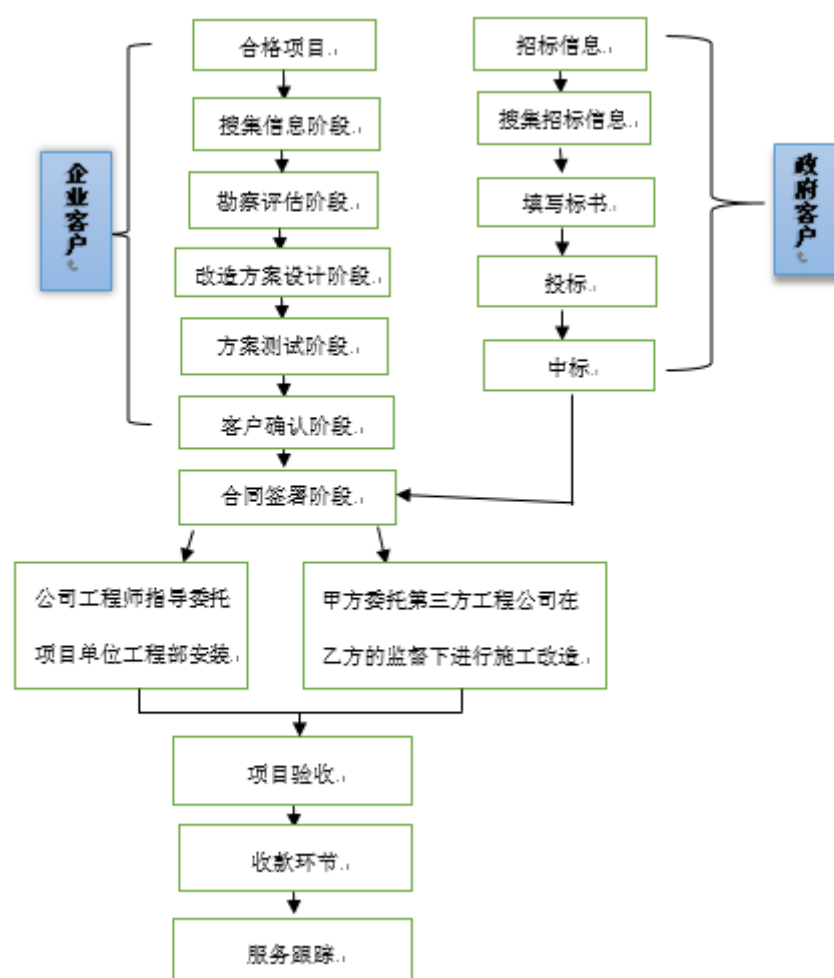 合格项目
搜集信息阶段
勘察评估阶段
改造方案设计阶段
方案测试阶段
客户确认阶段
企业客户
招标信息
搜集招标信息
填写标书
投标
中标
政府客户
合同签署阶段
公司工程师指导委托
项目单位工程部安装
甲方委托第三方工程公司在
乙方的监督下进行施工改造
项目验收
收款环节
服务跟踪